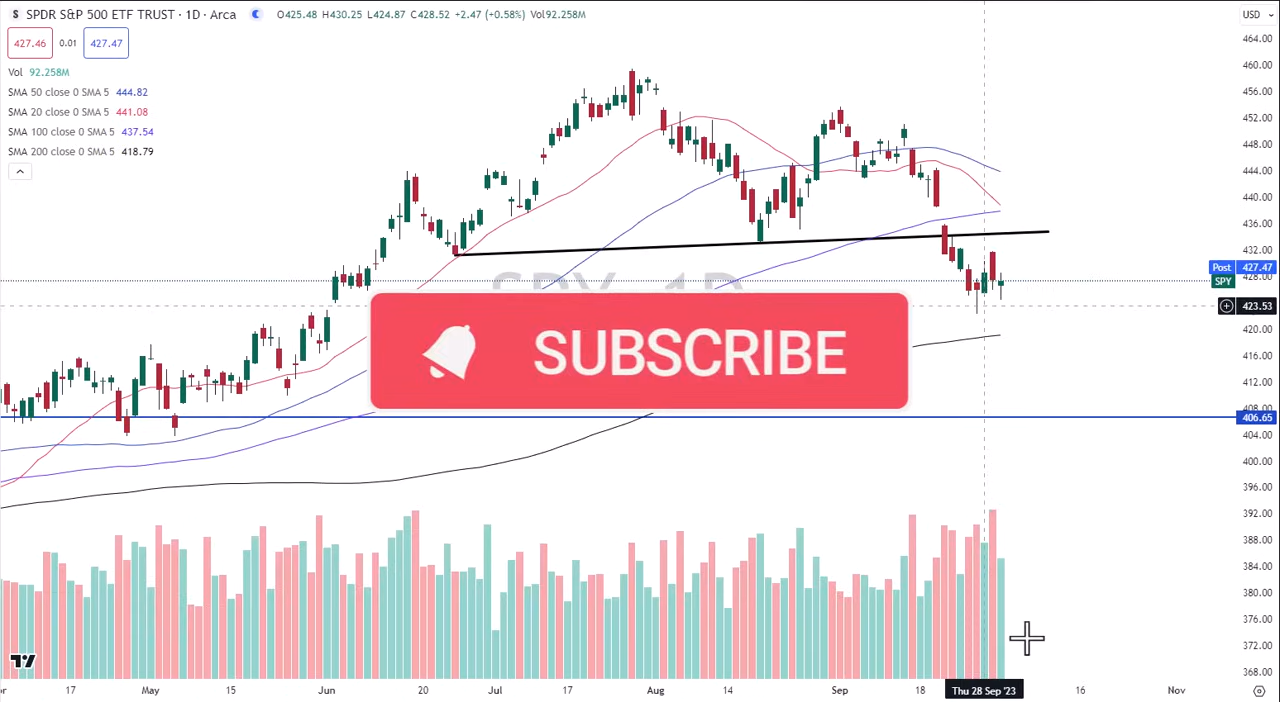 S SPDR S&P 500 ETF TRUST · 1D · Arca O425.48 H430.25 L424.87 C428.52 +2.47 (+0.58%) Vol92.258M
USD
427.46 0.01 427.47
Vol 92.258M
SMA 50 close 0 SMA 5 444.82
SMA 20 close 0 SMA 5 441.08
SMA 100 close 0 SMA 5 437.54
SMA 200 close 0 SMA 5 418.79
464.00
460.00
456.00
452.00
448.00
444.00
440.00
436.00
432.00
Post 427.47
428.00
SPY
423.53
420.00
416.00
412.00
408.00
406.65
404.00
400.00
396.00
392.00
388.00
384.00
380.00
376.00
372.00
368.00
SPY · 1D
SUBSCRIBE
17 May 15 Jun 20 Jul 17 Aug 14 Sep 18 Thu 28 Sep '23 16 Nov